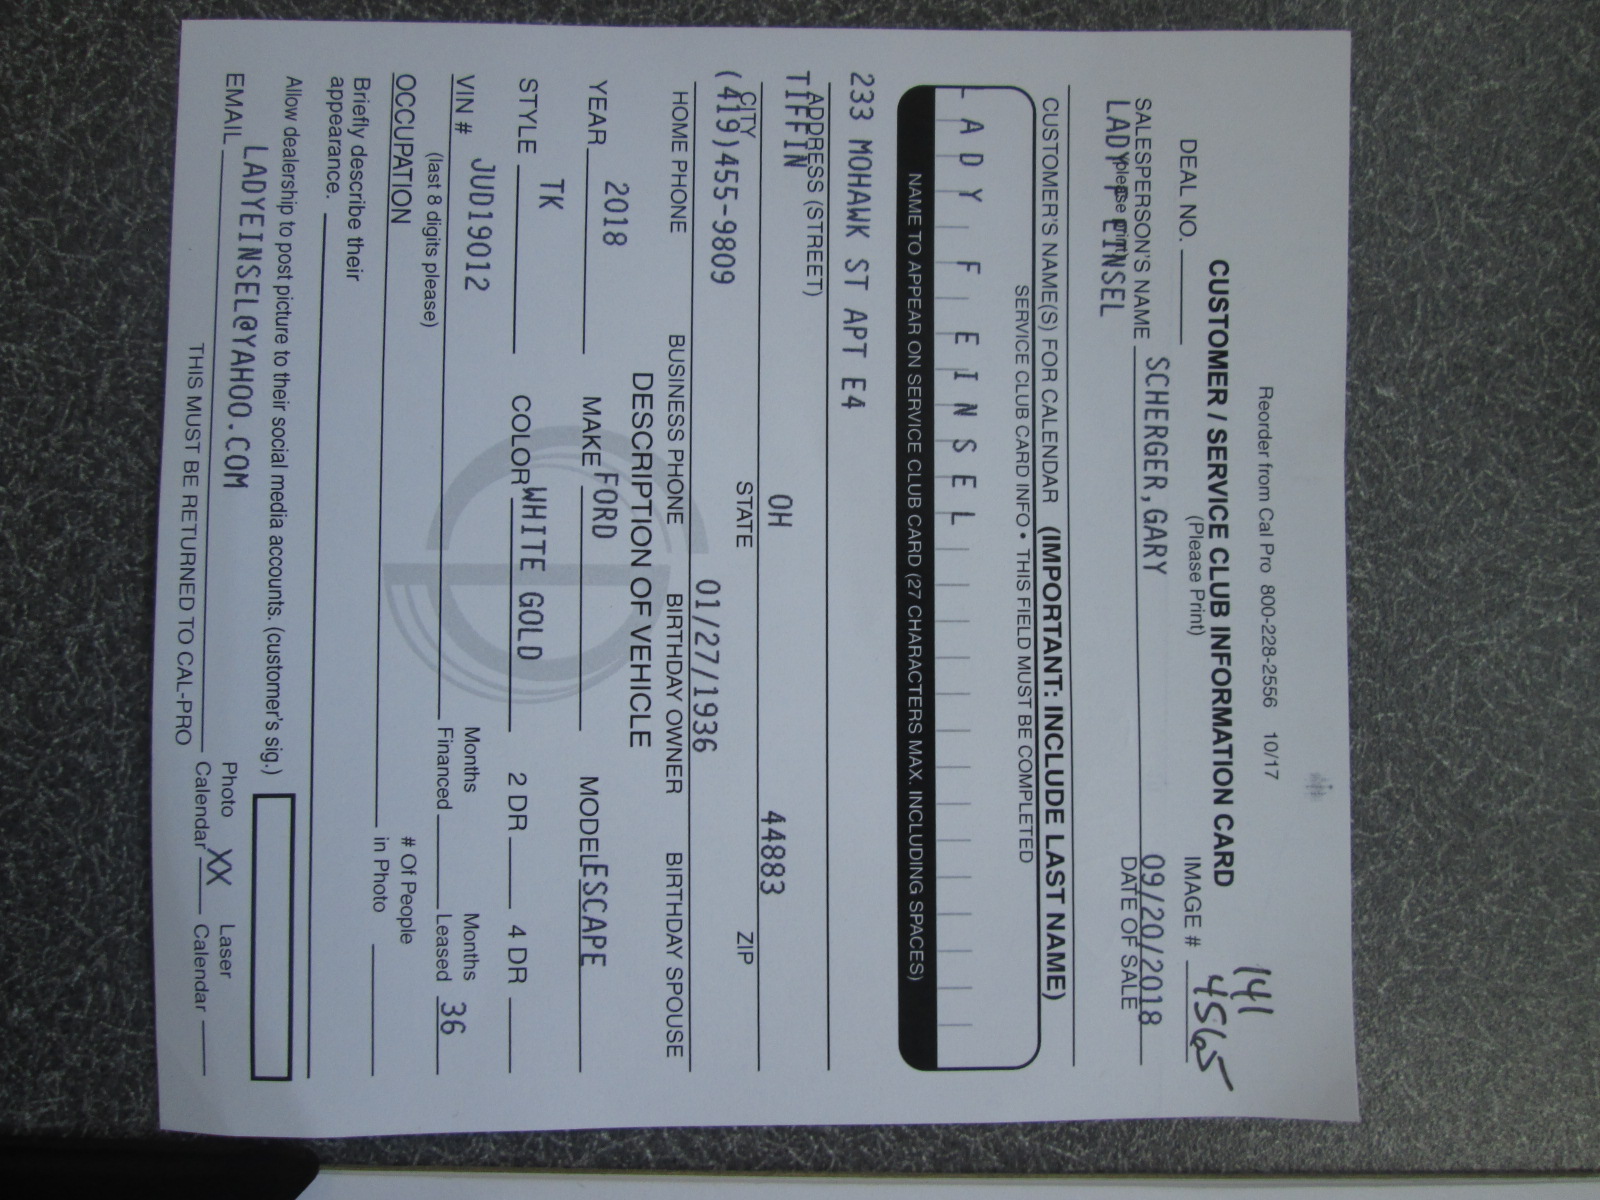 Reorder from Cal Pro 800-228-2556 10/17
141
CUSTOMER / SERVICE CLUB INFORMATION CARD
(Please Print)
DEAL NO. IMAGE # 4565
SCHERGER,GARY 09/20/2018
SALESPERSON'S NAME DATE OF SALE
(please print)
LADY F EINSEL
CUSTOMER'S NAME(S) FOR CALENDAR (IMPORTANT: INCLUDE LAST NAME)
SERVICE CLUB CARD INFO • THIS FIELD MUST BE COMPLETED
LADY F EINSEL
NAME TO APPEAR ON SERVICE CLUB CARD (27 CHARACTERS MAX. INCLUDING SPACES)
233 MOHAWK ST APT E4
ADDRESS (STREET)
TIFFIN OH 44883
CITY STATE ZIP
(419)455-9809 01/27/1936
HOME PHONE BUSINESS PHONE BIRTHDAY OWNER BIRTHDAY SPOUSE
DESCRIPTION OF VEHICLE
YEAR 2018 MAKE FORD MODEL ESCAPE
STYLE TK COLOR WHITE GOLD 2 DR 4 DR
VIN # JUD19012 Months Financed Months Leased 36
(last 8 digits please)
OCCUPATION # Of People in Photo
Briefly describe their
appearance.
Allow dealership to post picture to their social media accounts. (customer's sig.)
EMAIL LADYEINSEL@YAHOO.COM Photo Calendar XX Laser Calendar
THIS MUST BE RETURNED TO CAL-PRO